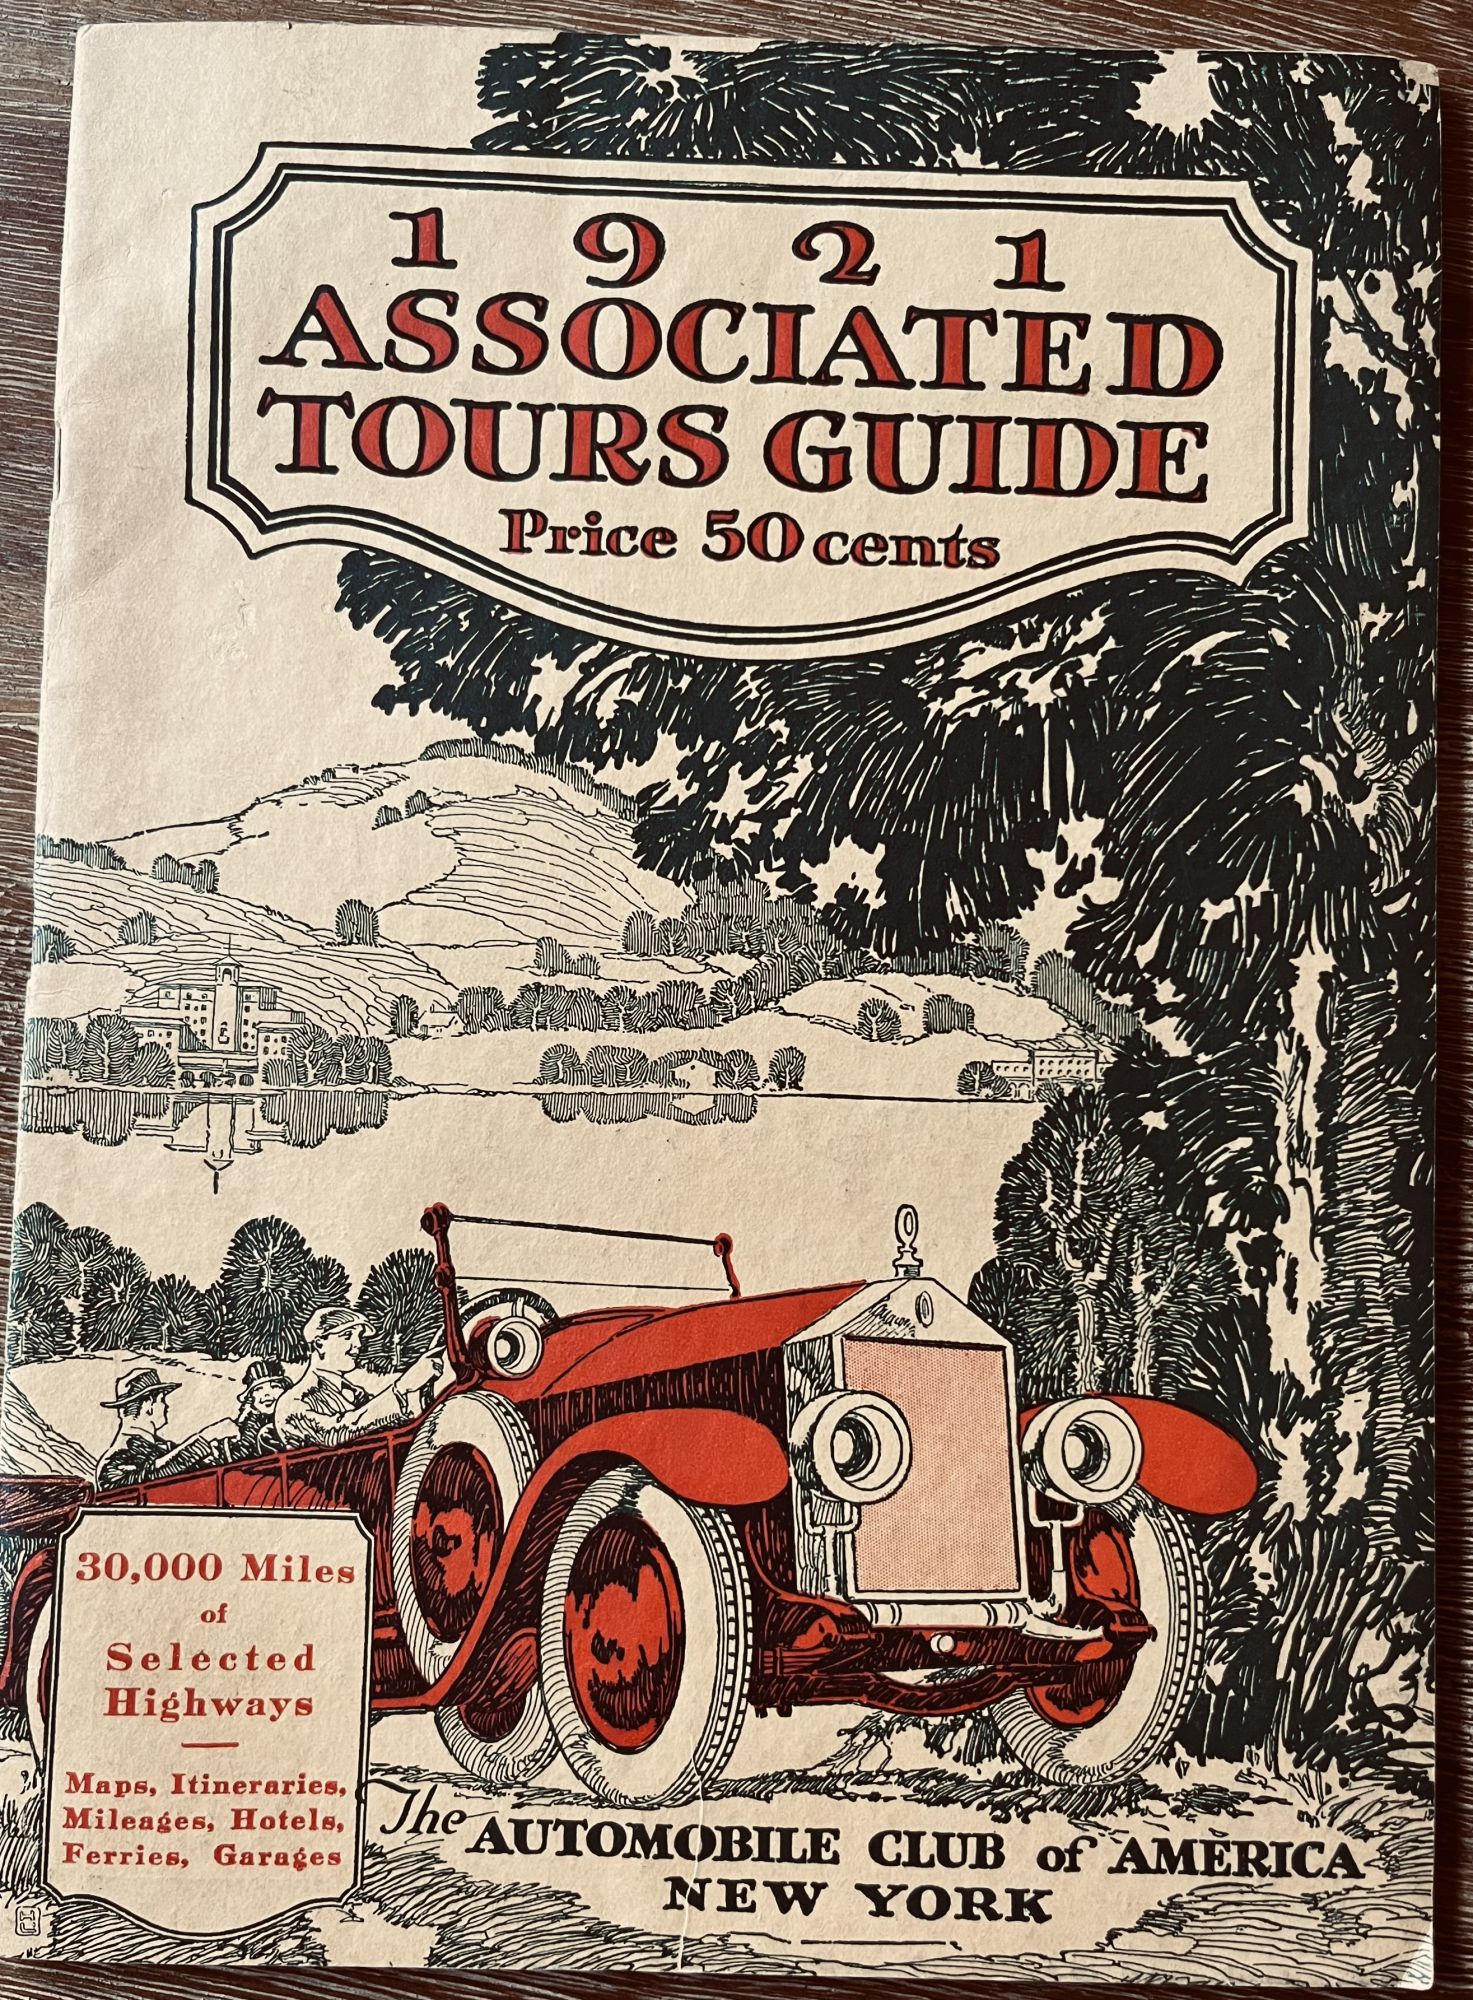 1921
ASSOCIATED
TOURS GUIDE
Price 50 cents
30,000 Miles
of
Selected
Highways
Maps, Itineraries,
Mileages, Hotels,
Ferries, Garages
The AUTOMOBILE CLUB of AMERICA
NEW YORK